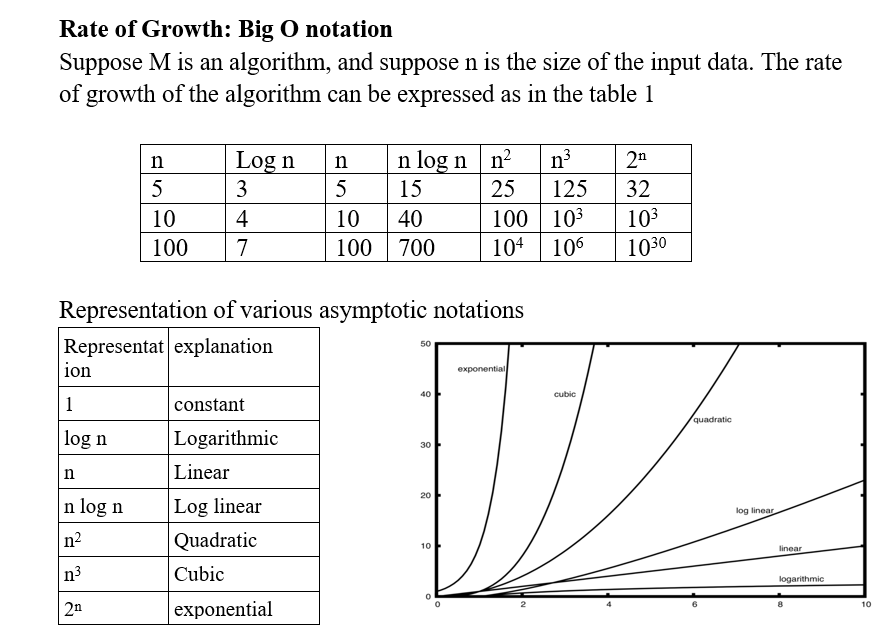 Rate of Growth: Big O notation
Suppose M is an algorithm, and suppose n is the size of the input data. The rate
of growth of the algorithm can be expressed as in the table 1
n Log n n n log n n² n³ 2ⁿ
5 3 5 15 25 125 32
10 4 10 40 100 10³ 10³
100 7 100 700 10⁴ 10⁶ 10³⁰
Representation of various asymptotic notations
Representat explanation
ion
1 constant
log n Logarithmic
n Linear
n log n Log linear
n² Quadratic
n³ Cubic
2ⁿ exponential
50
exponential
40
cubic
quadratic
30
20
log linear
10
linear
logarithmic
0
0 2 4 6 8 10